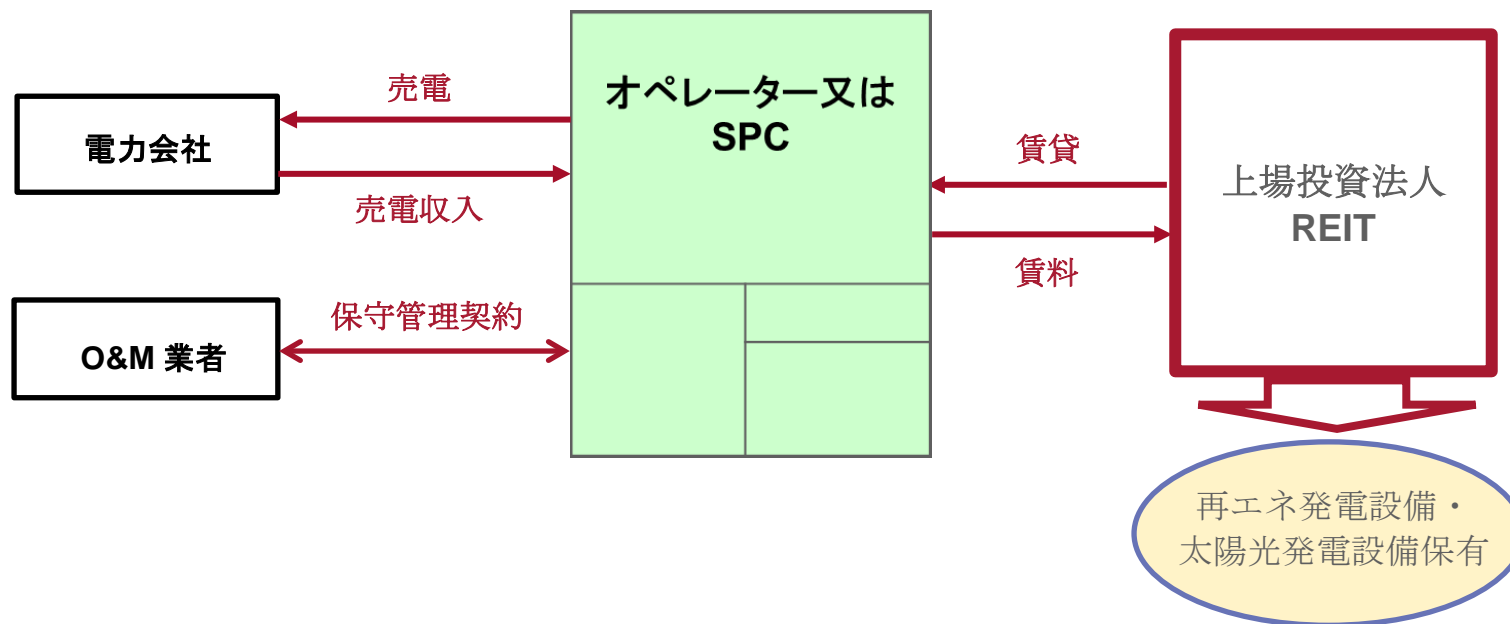 電力会社
売電
売電収入
O&M 業者
保守管理契約
オペレーター又は
SPC
賃貸
賃料
上場投資法人
REIT
再エネ発電設備・
太陽光発電設備保有